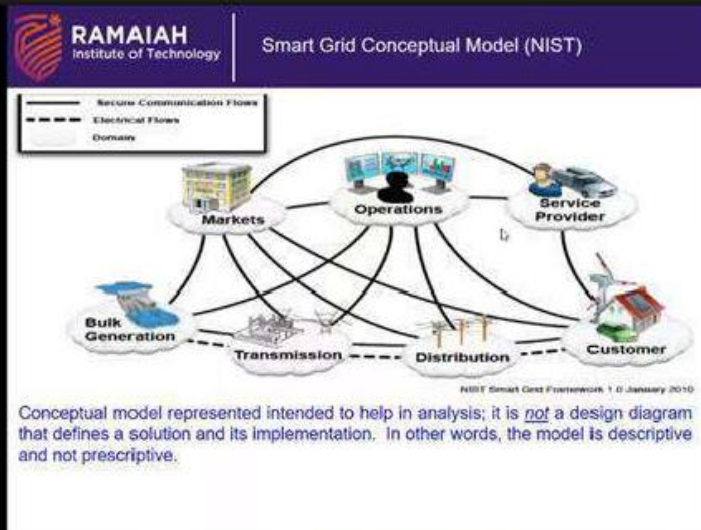 RAMAIAH
Institute of Technology
Smart Grid Conceptual Model (NIST)
Secure Communication Flows
Electrical Flows
Domain
Markets
Operations
Service
Provider
Bulk
Generation
Transmission
Distribution
Customer
NIST Smart Grid Framework 1.0 January 2010
Conceptual model represented intended to help in analysis; it is not a design diagram
that defines a solution and its implementation. In other words, the model is descriptive
and not prescriptive.